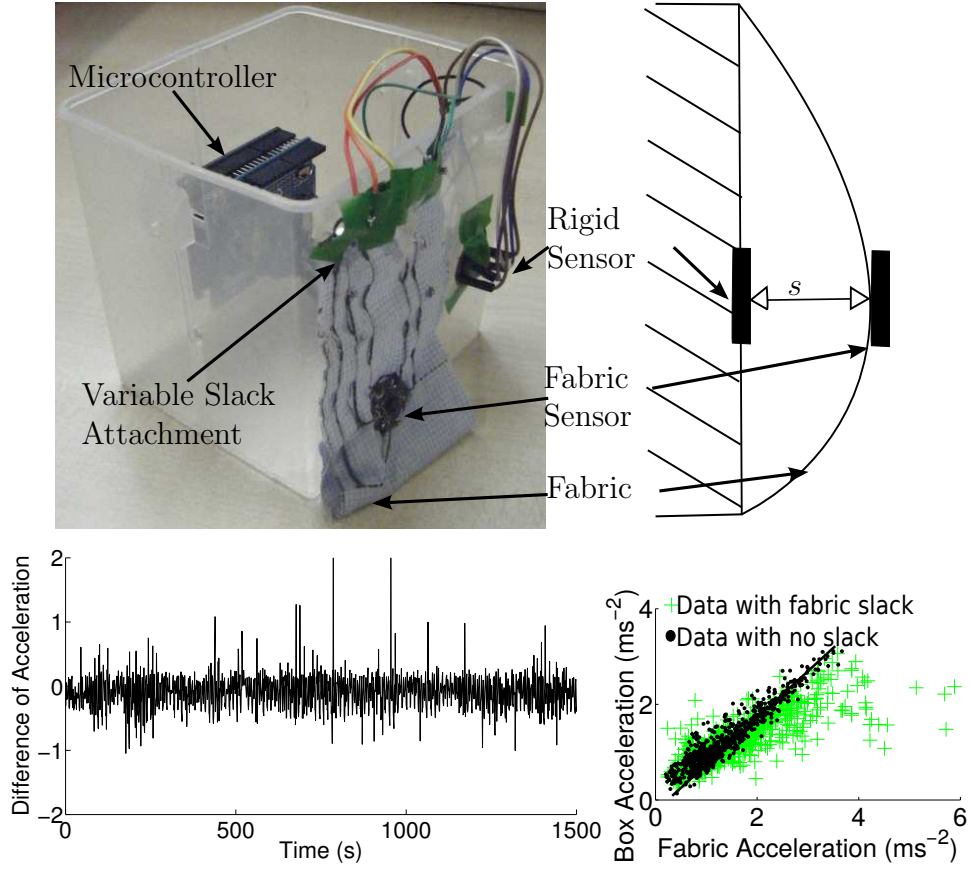 Microcontroller
Rigid
Sensor
s
Variable Slack
Attachment
Fabric
Sensor
Fabric
Difference of Acceleration
2
1
0
−1
−2
0
500
1000
1500
Time (s)
Box Acceleration (ms⁻²)
4
2
0
Data with fabric slack
Data with no slack
0
2
4
6
Fabric Acceleration (ms⁻²)